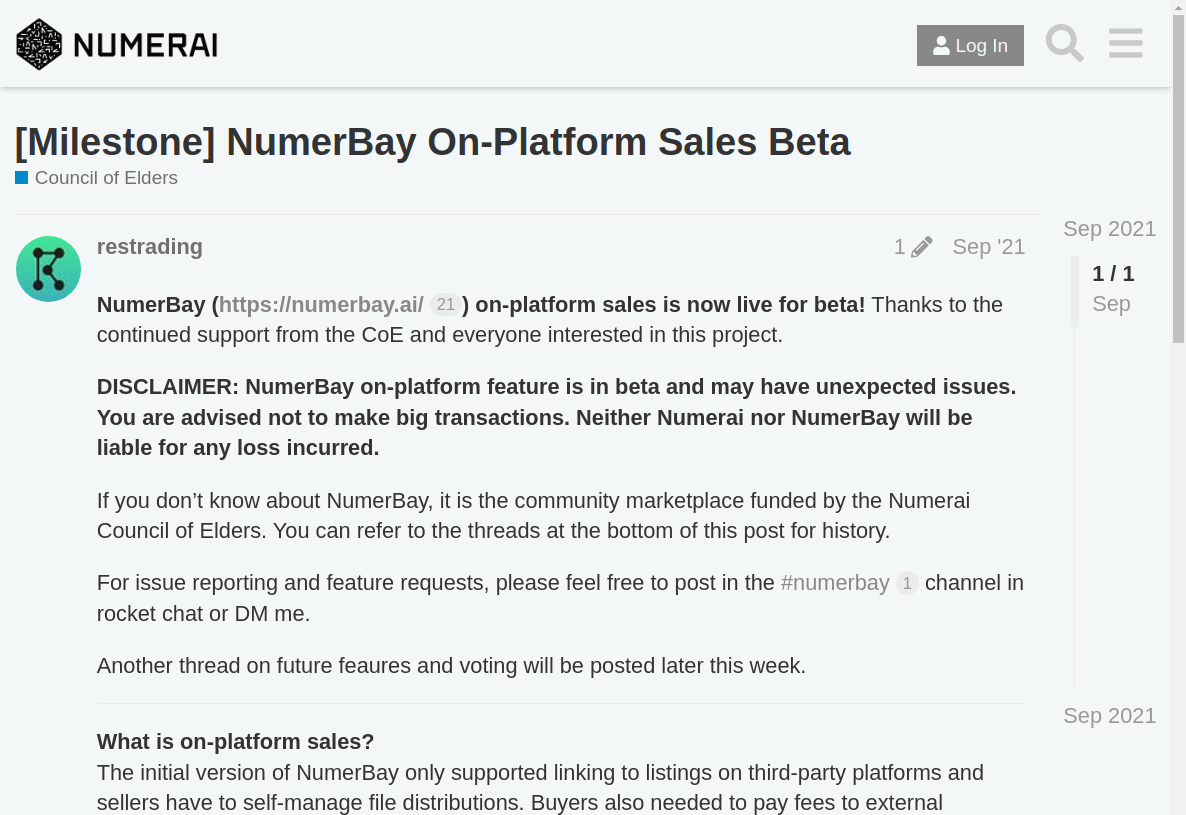 NUMERAI
Log In
[Milestone] NumerBay On-Platform Sales Beta
Council of Elders
restrading
1
Sep '21
NumerBay (https://numerbay.ai/ 21) on-platform sales is now live for beta! Thanks to the
continued support from the CoE and everyone interested in this project.
DISCLAIMER: NumerBay on-platform feature is in beta and may have unexpected issues.
You are advised not to make big transactions. Neither Numerai nor NumerBay will be
liable for any loss incurred.
If you don’t know about NumerBay, it is the community marketplace funded by the Numerai
Council of Elders. You can refer to the threads at the bottom of this post for history.
For issue reporting and feature requests, please feel free to post in the #numerbay 1 channel in
rocket chat or DM me.
Another thread on future feaures and voting will be posted later this week.
What is on-platform sales?
The initial version of NumerBay only supported linking to listings on third-party platforms and
sellers have to self-manage file distributions. Buyers also needed to pay fees to external
Sep 2021
1 / 1
Sep
Sep 2021